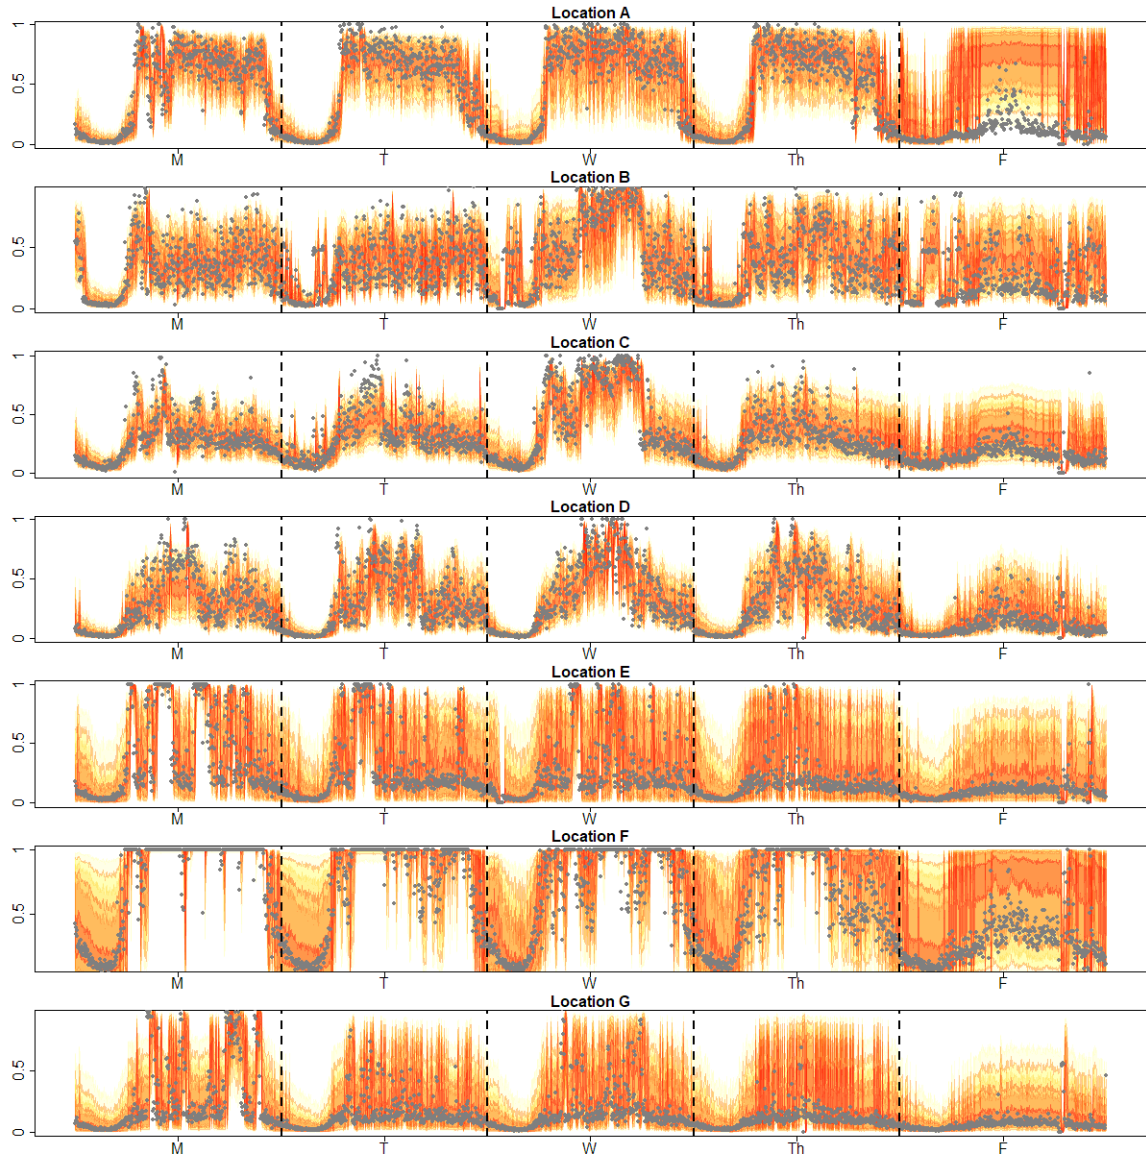 Location A
1
0.5
0
M T W Th F
Location B
0.5
0
M T W Th F
Location C
1
0.5
0
M T W Th F
Location D
1
0.5
0
M T W Th F
Location E
1
0.5
0
M T W Th F
Location F
1
0.5
M T W Th F
Location G
0.5
0
M T W Th F